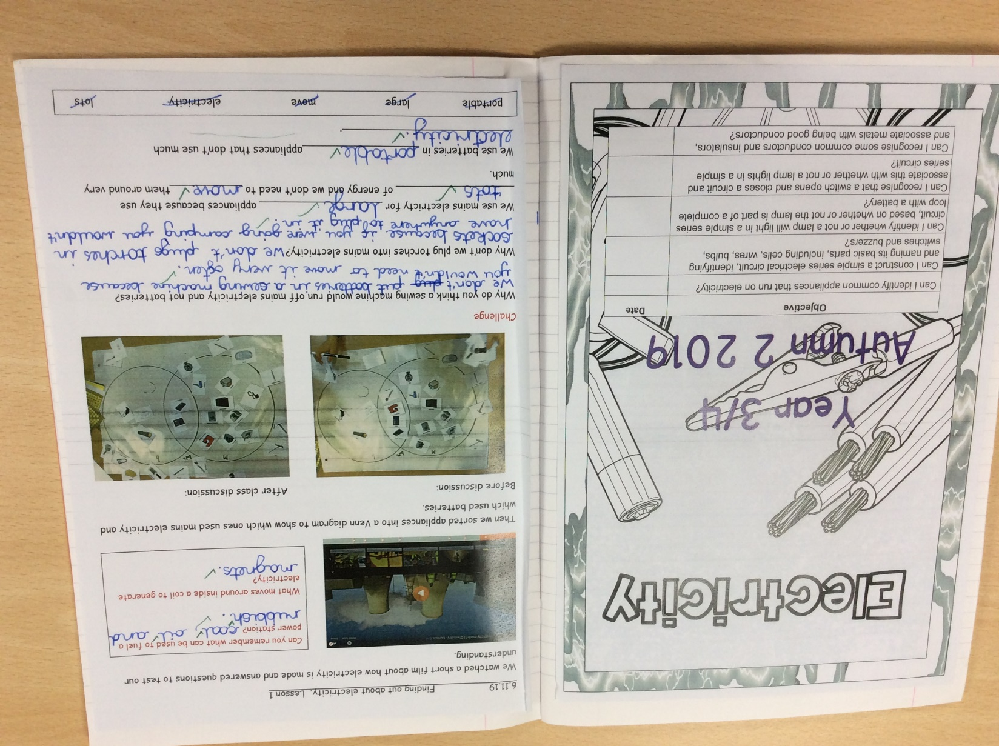 Electricity
Year 3/4
Autumn 2 2019
Objective Date
Can I identify common appliances that run on electricity?
Can I construct a simple series electrical circuit, identifying
and naming its basic parts, including cells, wires, bulbs,
switches and buzzers?
Can I identify whether or not a lamp will light in a simple series
circuit, based on whether or not the lamp is part of a complete
loop with a battery?
Can I recognise that a switch opens and closes a circuit and
associate this with whether or not a lamp lights in a simple
series circuit?
Can I recognise some common conductors and insulators,
and associate metals with being good conductors?
6.11.19 Finding out about electricity. Lesson 1
We watched a short film about how electricity is made and answered questions to test our
understanding.
Can you remember what can be used to fuel a
power station? coal, oil and
rubbish.
What moves around inside a coil to generate
electricity?
magnets.
Then we sorted appliances into a Venn diagram to show which ones used mains electricity and
which used batteries.
Before discussion: After class discussion:
Challenge
Why do you think a sewing machine would run off mains electricity and not batteries?
we don't plug put batteries in a sewing machine because
you wouldn't need to move it very often.
Why don't we plug torches into mains electricity? we don't plugs torches in
sockets because if you were going camping you wouldn't
have anywhere to plug it in.
We use mains electricty for large appliances because they use
lots of energy and we don't need to move them around very
much.
We use batteries in portable appliances that don't use much
electricity.
portable large move electricity lots